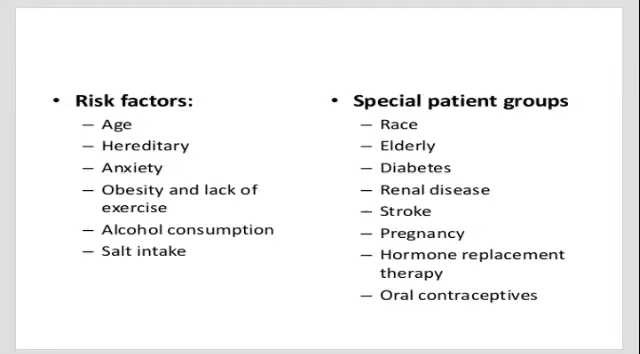 • Risk factors:
– Age
– Hereditary
– Anxiety
– Obesity and lack of
exercise
– Alcohol consumption
– Salt intake
• Special patient groups
– Race
– Elderly
– Diabetes
– Renal disease
– Stroke
– Pregnancy
– Hormone replacement
therapy
– Oral contraceptives